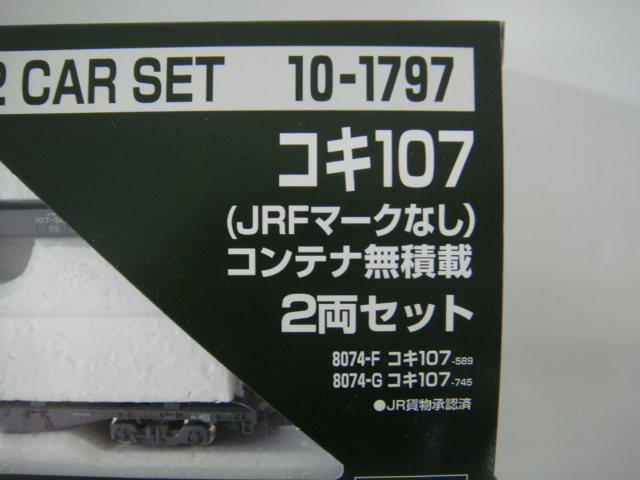 2 CAR SET 10-1797
コキ107
(JRFマークなし)
コンテナ無積載
2両セット
8074-F コキ107-589
8074-G コキ107-745
●JR貨物承認済